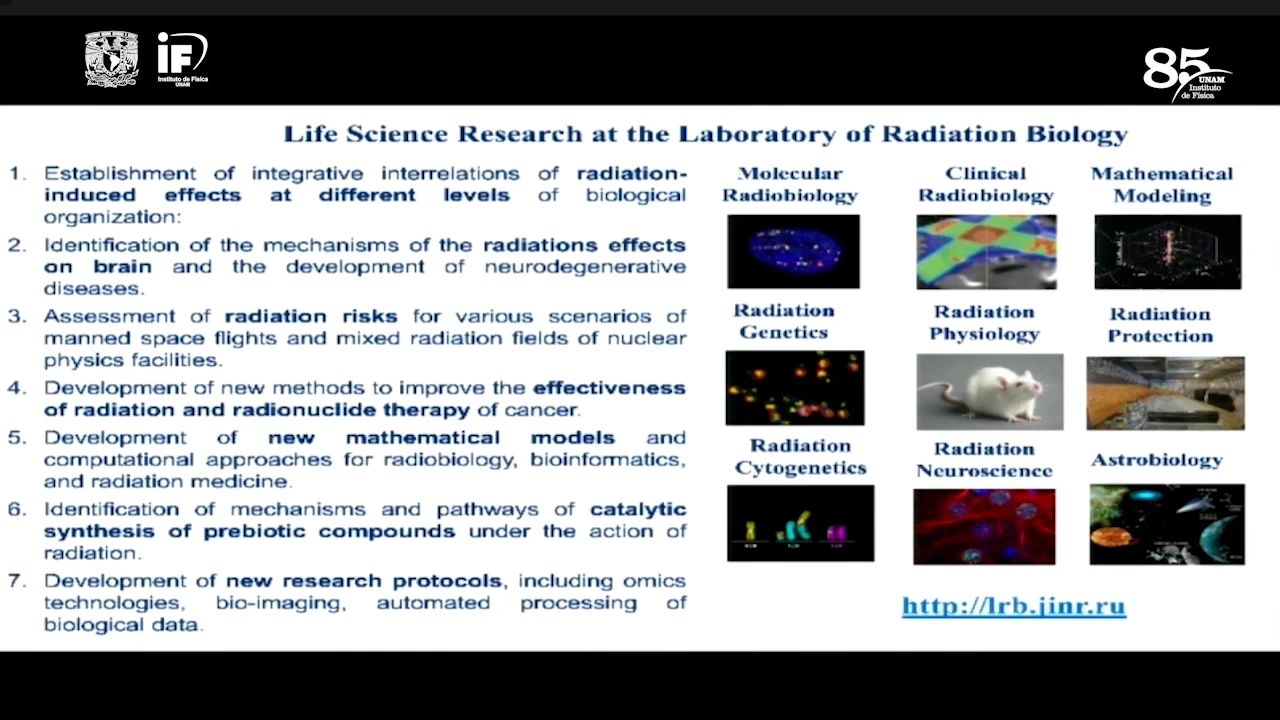 iF
Instituto de Física
UNAM
85
UNAM
Instituto
de Física
Life Science Research at the Laboratory of Radiation Biology
1. Establishment of integrative interrelations of radiation-
induced effects at different levels of biological
organization:
2. Identification of the mechanisms of the radiations effects
on brain and the development of neurodegenerative
diseases.
3. Assessment of radiation risks for various scenarios of
manned space flights and mixed radiation fields of nuclear
physics facilities.
4. Development of new methods to improve the effectiveness
of radiation and radionuclide therapy of cancer.
5. Development of new mathematical models and
computational approaches for radiobiology, bioinformatics,
and radiation medicine.
6. Identification of mechanisms and pathways of catalytic
synthesis of prebiotic compounds under the action of
radiation.
7. Development of new research protocols, including omics
technologies, bio-imaging, automated processing of
biological data.
Molecular
Radiobiology
Clinical
Radiobiology
Mathematical
Modeling
Radiation
Genetics
Radiation
Physiology
Radiation
Protection
Radiation
Cytogenetics
Radiation
Neuroscience
Astrobiology
http://lrb.jinr.ru